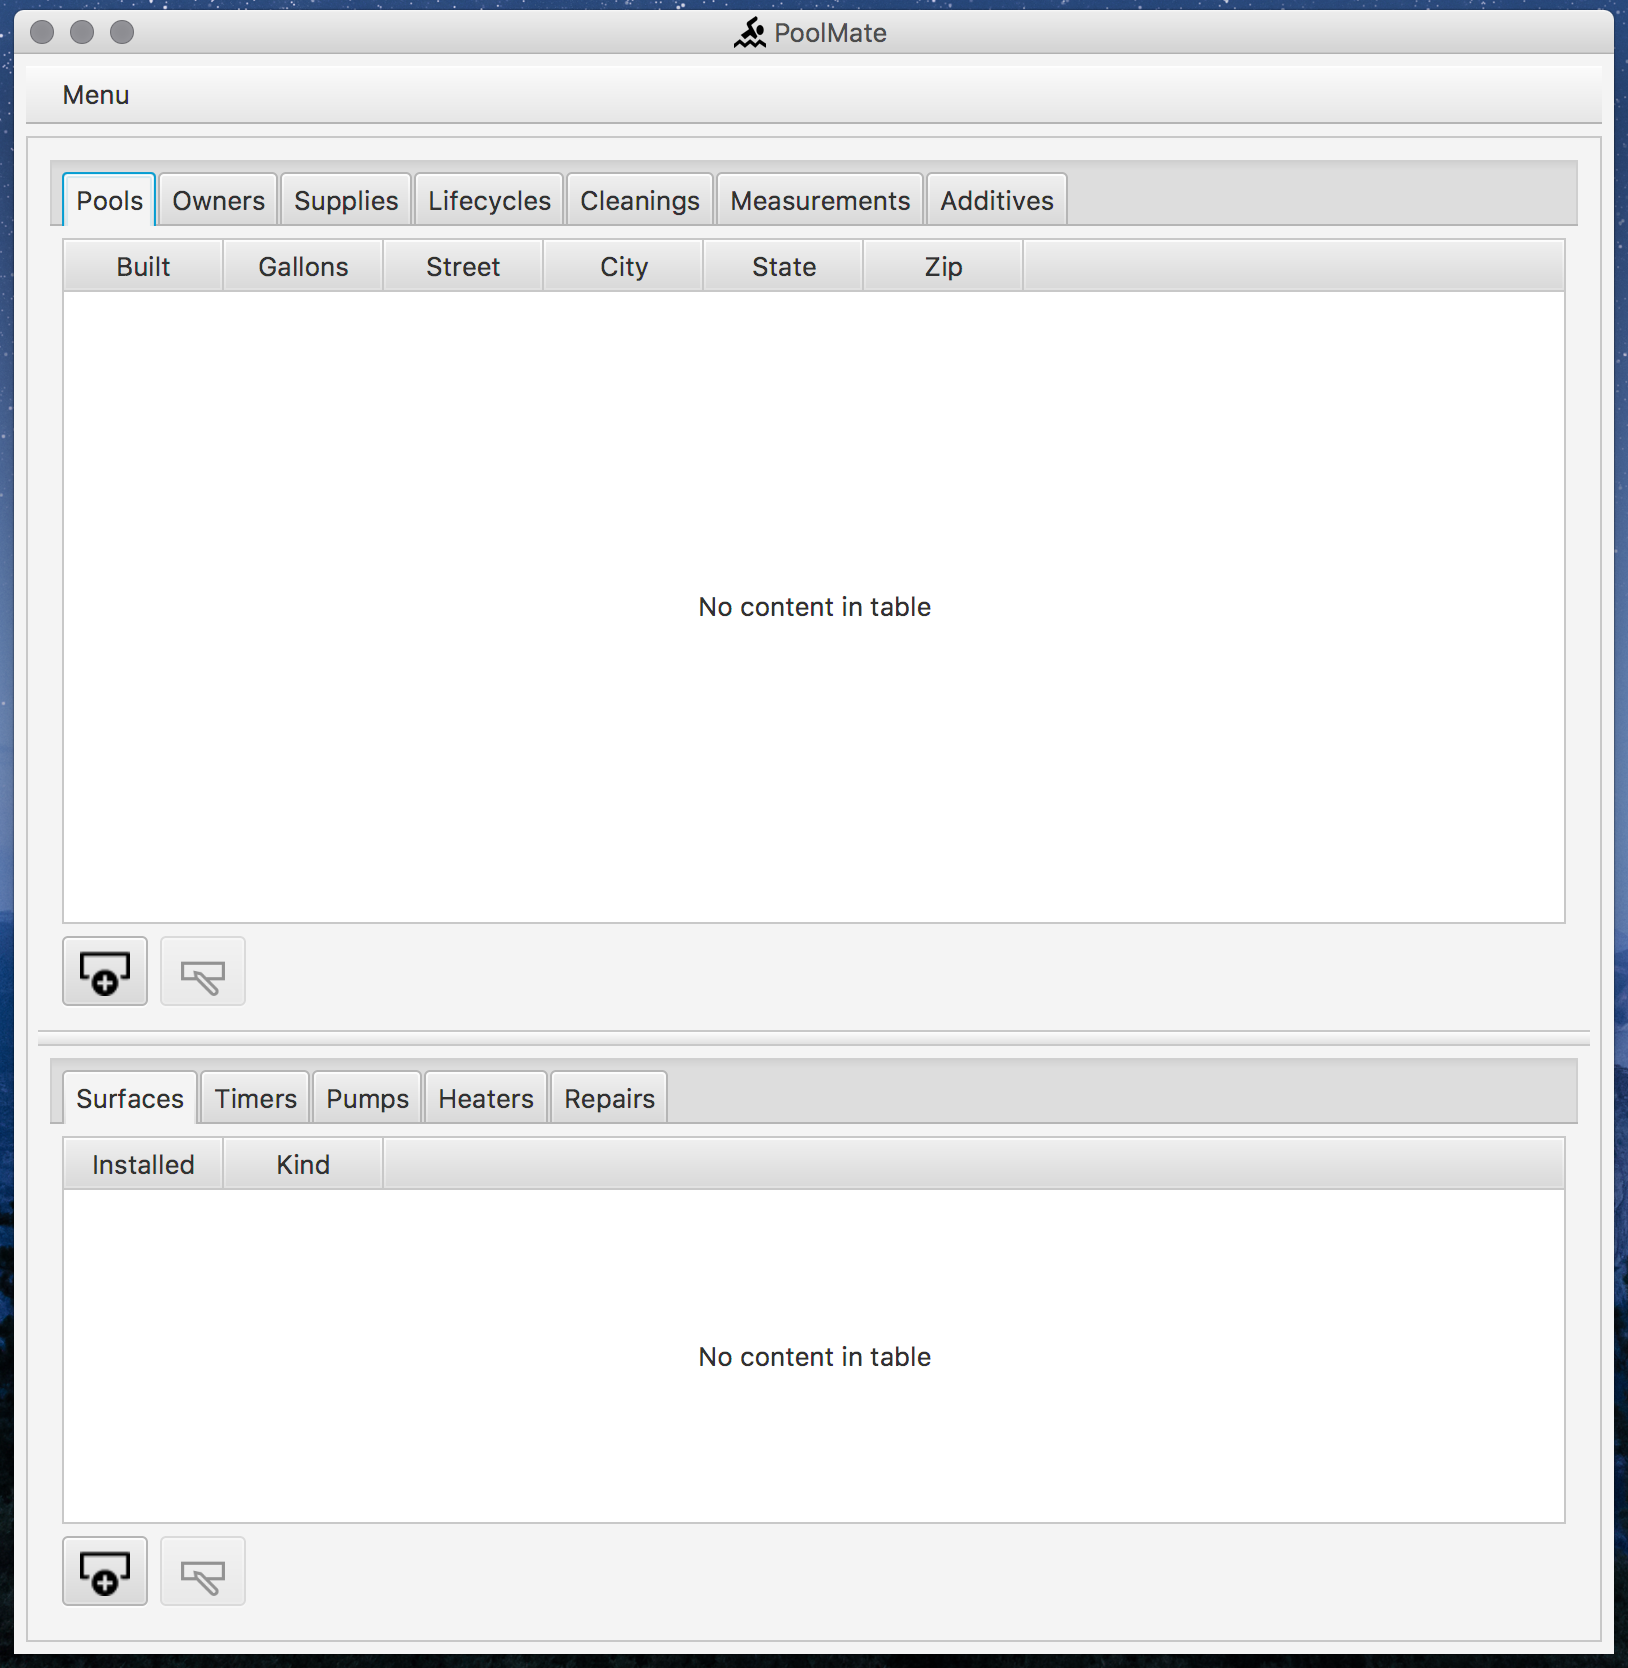 PoolMate
Menu
Pools Owners Supplies Lifecycles Cleanings Measurements Additives
Built Gallons Street City State Zip
No content in table
Surfaces Timers Pumps Heaters Repairs
Installed Kind
No content in table